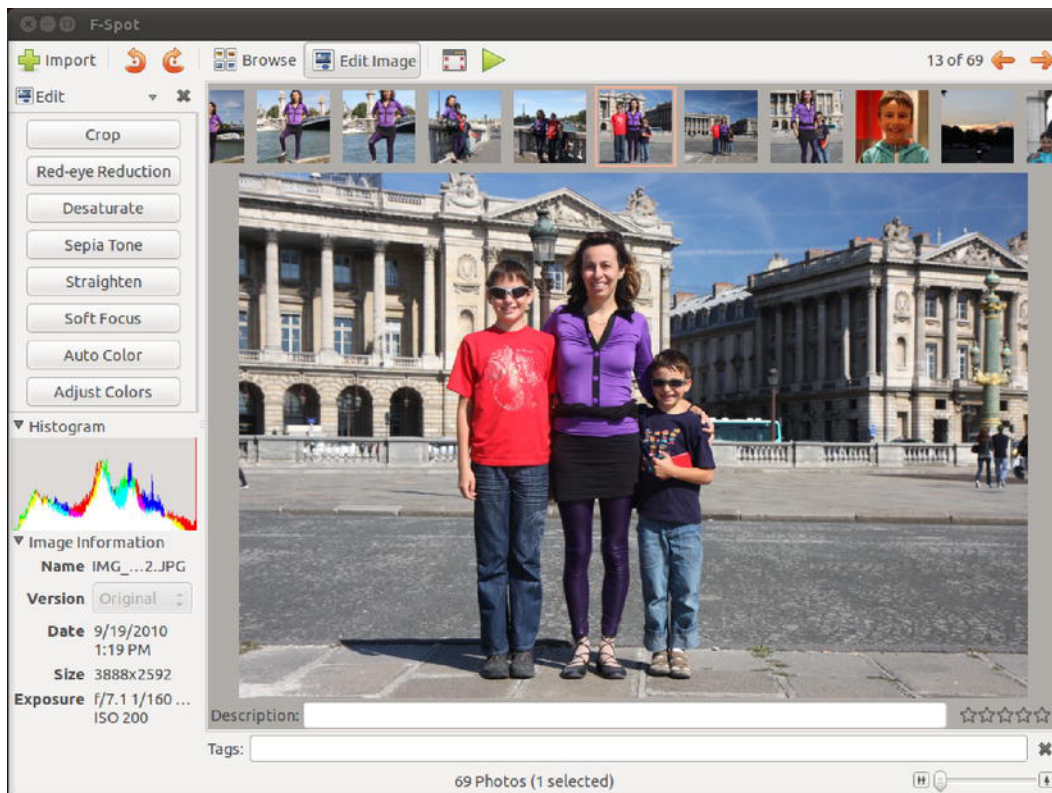 F-Spot
Import Browse Edit Image 13 of 69
Edit
Crop
Red-eye Reduction
Desaturate
Sepia Tone
Straighten
Soft Focus
Auto Color
Adjust Colors
Histogram
Image Information
Name IMG_...2.JPG
Version Original
Date 9/19/2010
1:19 PM
Size 3888x2592
Exposure f/7.1 1/160 ...
ISO 200
Description:
Tags:
69 Photos (1 selected)